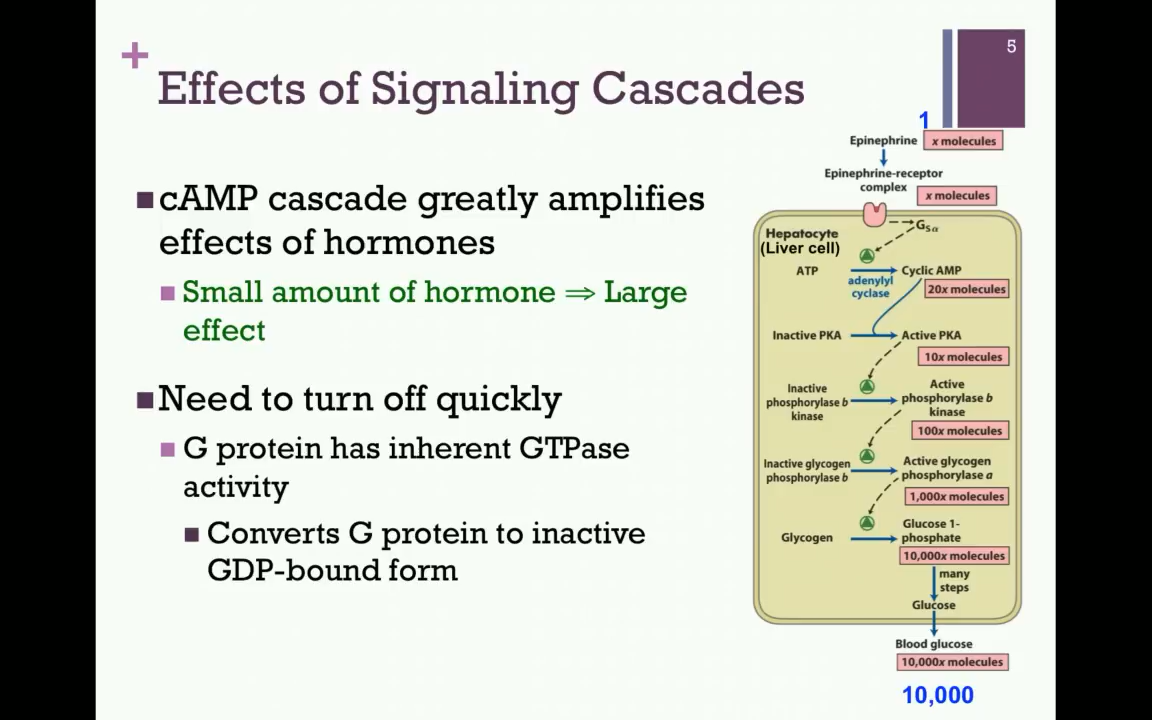 5
+
Effects of Signaling Cascades
cAMP cascade greatly amplifies
effects of hormones
Small amount of hormone ⇒ Large
effect
Need to turn off quickly
G protein has inherent GTPase
activity
Converts G protein to inactive
GDP-bound form
1
Epinephrine x molecules
Epinephrine-receptor
complex
x molecules
Hepatocyte
(Liver cell)
GSα
ATP
Cyclic AMP
adenylyl
cyclase
20x molecules
Inactive PKA
Active PKA
10x molecules
Inactive
phosphorylase b
kinase
Active
phosphorylase b
kinase
100x molecules
Inactive glycogen
phosphorylase b
Active glycogen
phosphorylase a
1,000x molecules
Glycogen
Glucose 1-
phosphate
10,000x molecules
many
steps
Glucose
Blood glucose
10,000x molecules
10,000